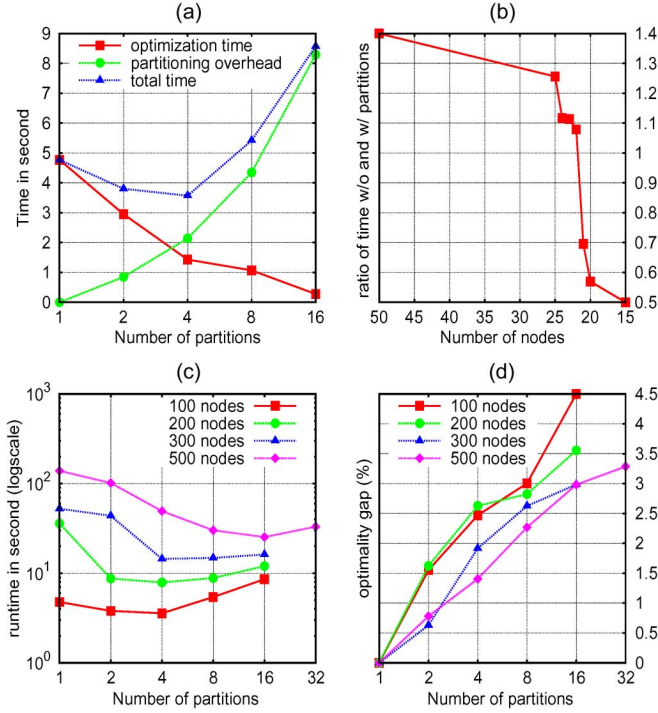 (a)
9
8
7
6
5
4
3
2
1
0
Time in second
optimization time
partitioning overhead
total time
1 2 4 8 16
Number of partitions
(b)
ratio of time w/o and w/ partitions
1.4
1.3
1.2
1.1
1
0.9
0.8
0.7
0.6
0.5
50 45 40 35 30 25 20 15
Number of nodes
(c)
runtime in second (logscale)
10³
10²
10¹
10⁰
100 nodes
200 nodes
300 nodes
500 nodes
1 2 4 8 16 32
Number of partitions
(d)
100 nodes
200 nodes
300 nodes
500 nodes
optimality gap (%)
4.5
4
3.5
3
2.5
2
1.5
1
0.5
0
1 2 4 8 16 32
Number of partitions